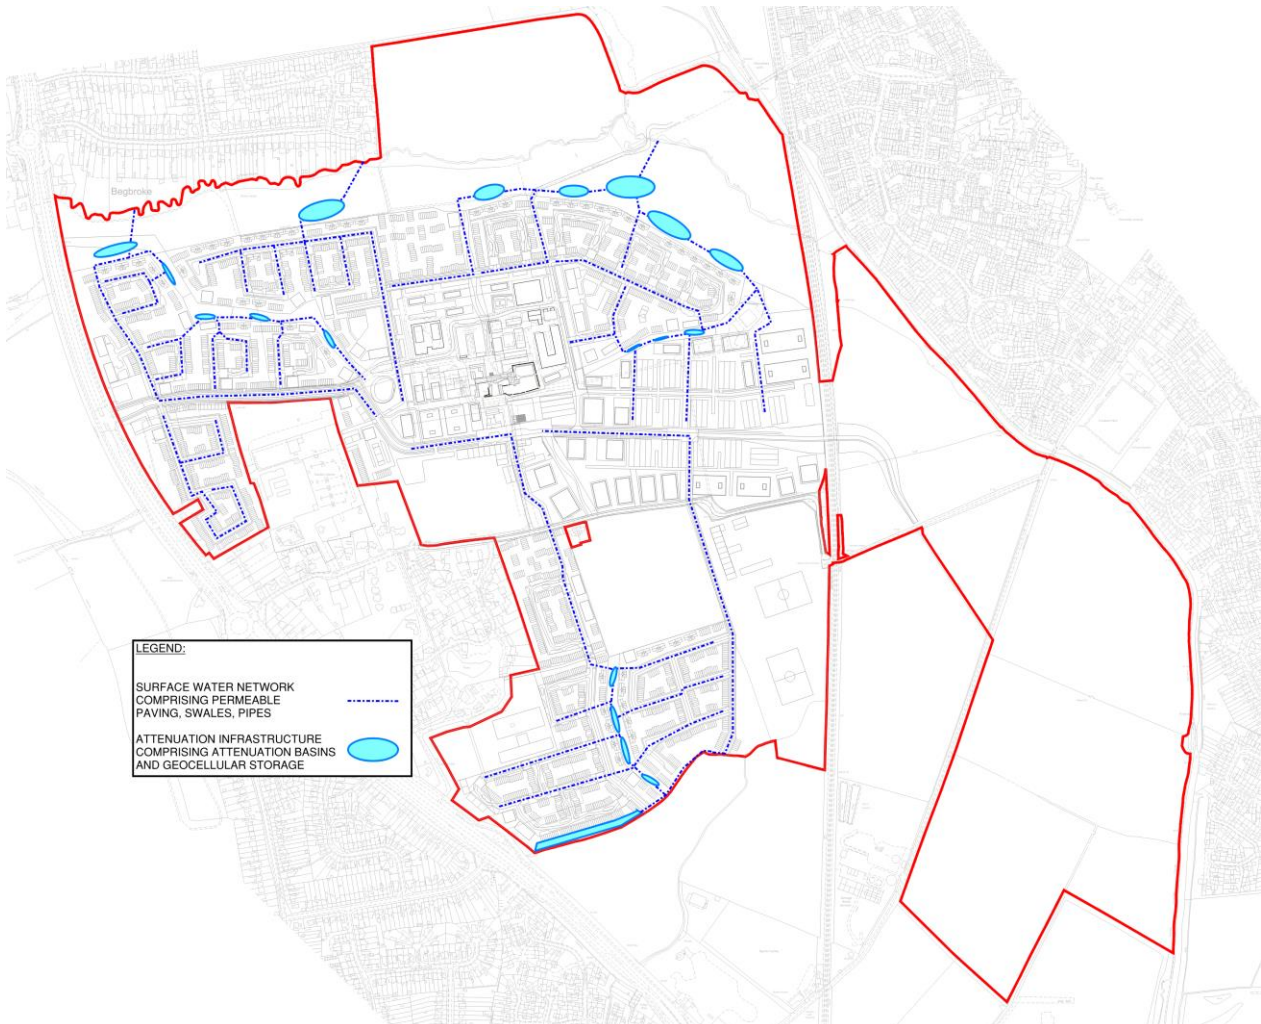 Begbroke
LEGEND:
SURFACE WATER NETWORK
COMPRISING PERMEABLE
PAVING, SWALES, PIPES
ATTENUATION INFRASTRUCTURE
COMPRISING ATTENUATION BASINS
AND GEOCELLULAR STORAGE